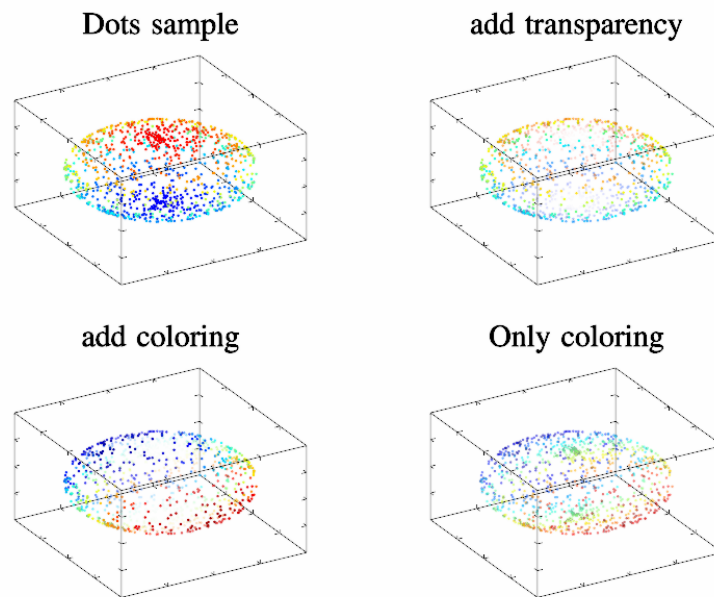 Dots sample
add transparency
add coloring
Only coloring